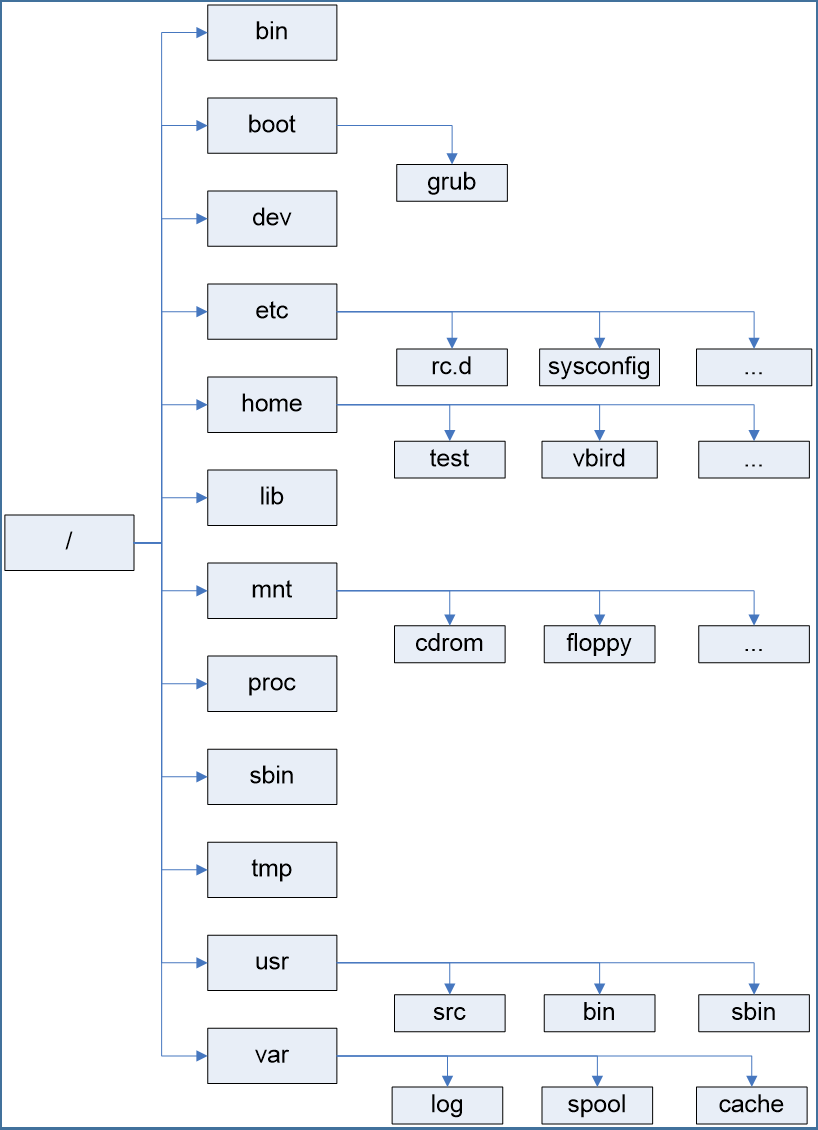 bin
boot
grub
dev
etc
rc.d
sysconfig
...
home
test
vbird
...
lib
/
mnt
cdrom
floppy
...
proc
sbin
tmp
usr
src
bin
sbin
var
log
spool
cache